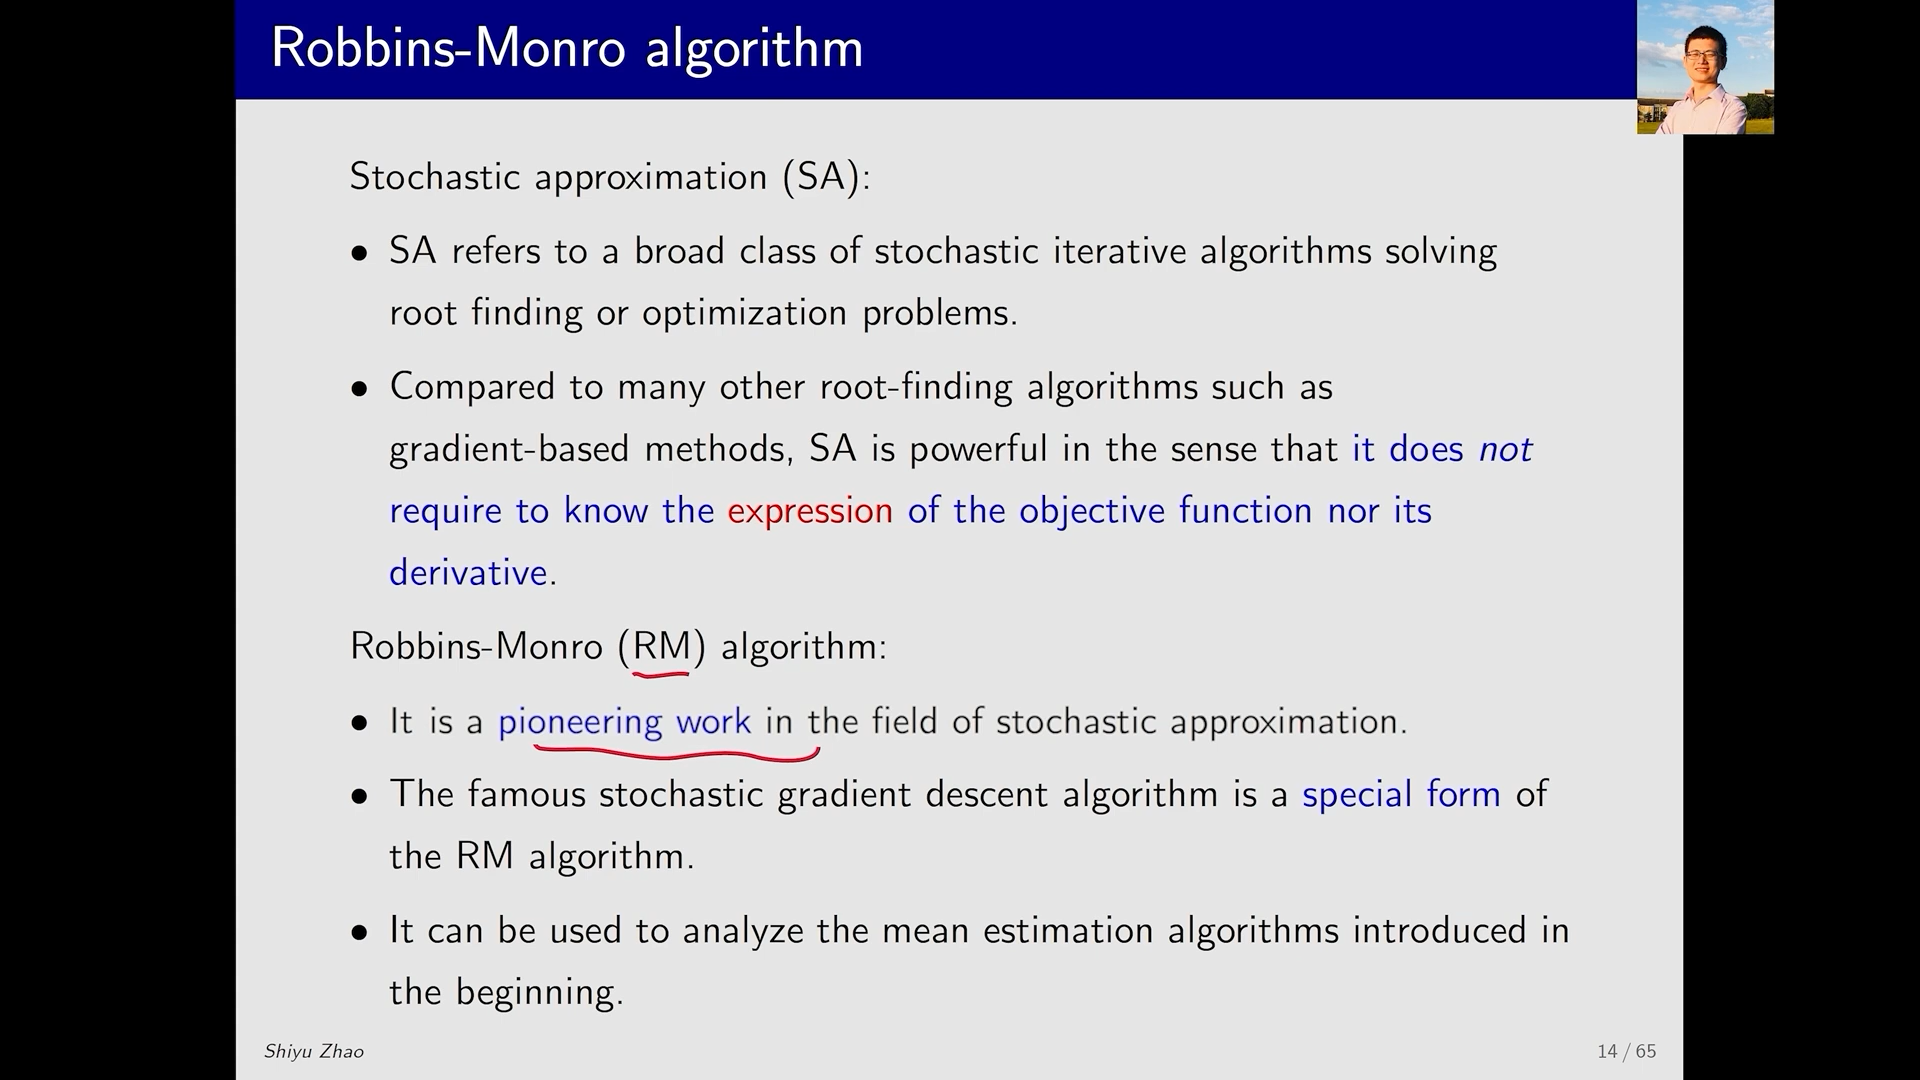 Robbins-Monro algorithm
Stochastic approximation (SA):
• SA refers to a broad class of stochastic iterative algorithms solving
root finding or optimization problems.
• Compared to many other root-finding algorithms such as
gradient-based methods, SA is powerful in the sense that it does not
require to know the expression of the objective function nor its
derivative.
Robbins-Monro (RM) algorithm:
• It is a pioneering work in the field of stochastic approximation.
• The famous stochastic gradient descent algorithm is a special form of
the RM algorithm.
• It can be used to analyze the mean estimation algorithms introduced in
the beginning.
Shiyu Zhao
14 / 65